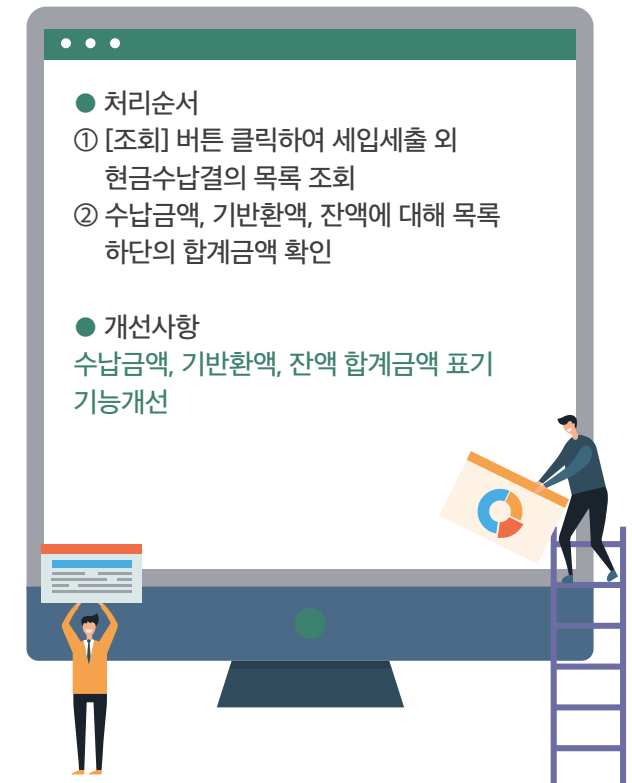 ● 처리순서
① [조회] 버튼 클릭하여 세입세출 외
현금수납결의 목록 조회
② 수납금액, 기반환액, 잔액에 대해 목록
하단의 합계금액 확인
● 개선사항
수납금액, 기반환액, 잔액 합계금액 표기
기능개선